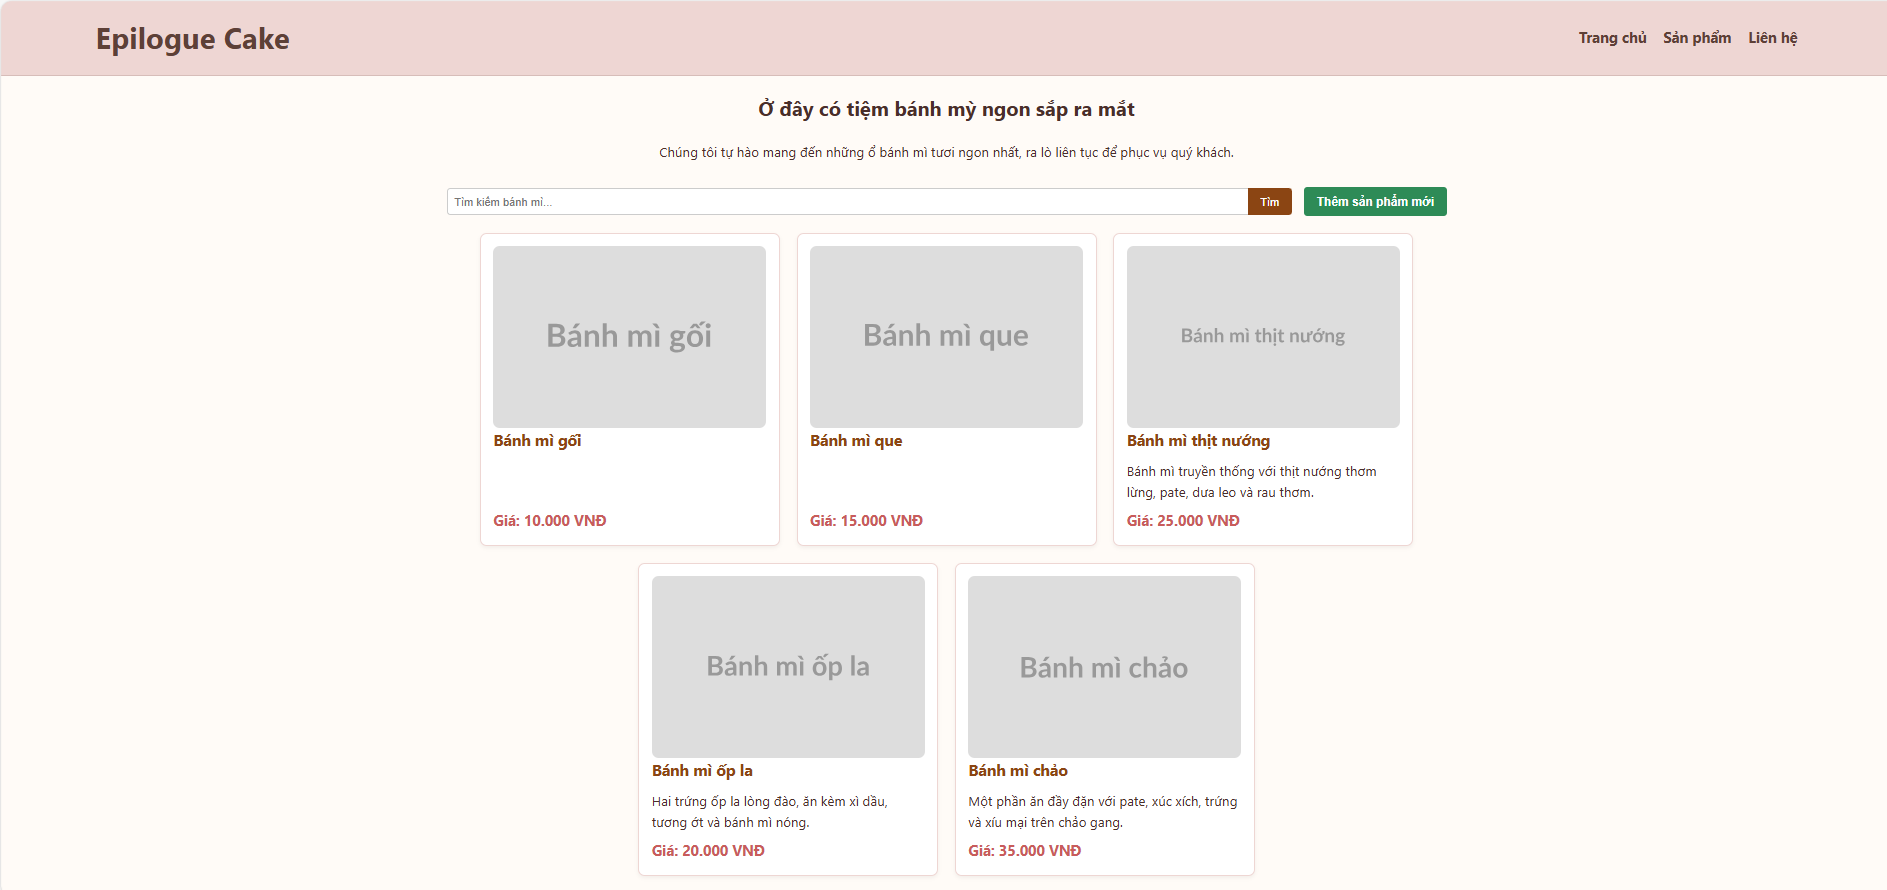 Epilogue Cake
Trang chủ Sản phẩm Liên hệ
Ở đây có tiệm bánh mỳ ngon sắp ra mắt
Chúng tôi tự hào mang đến những ổ bánh mì tươi ngon nhất, ra lò liên tục để phục vụ quý khách.
Tìm kiếm bánh mì...
Tìm
Thêm sản phẩm mới
Bánh mì gối
Bánh mì gối
Giá: 10.000 VNĐ
Bánh mì que
Bánh mì que
Giá: 15.000 VNĐ
Bánh mì thịt nướng
Bánh mì thịt nướng
Bánh mì truyền thống với thịt nướng thơm
lừng, pate, dưa leo và rau thơm.
Giá: 25.000 VNĐ
Bánh mì ốp la
Bánh mì ốp la
Hai trứng ốp la lòng đào, ăn kèm xì dầu,
tương ớt và bánh mì nóng.
Giá: 20.000 VNĐ
Bánh mì chảo
Bánh mì chảo
Một phần ăn đầy đặn với pate, xúc xích, trứng
và xíu mại trên chảo gang.
Giá: 35.000 VNĐ